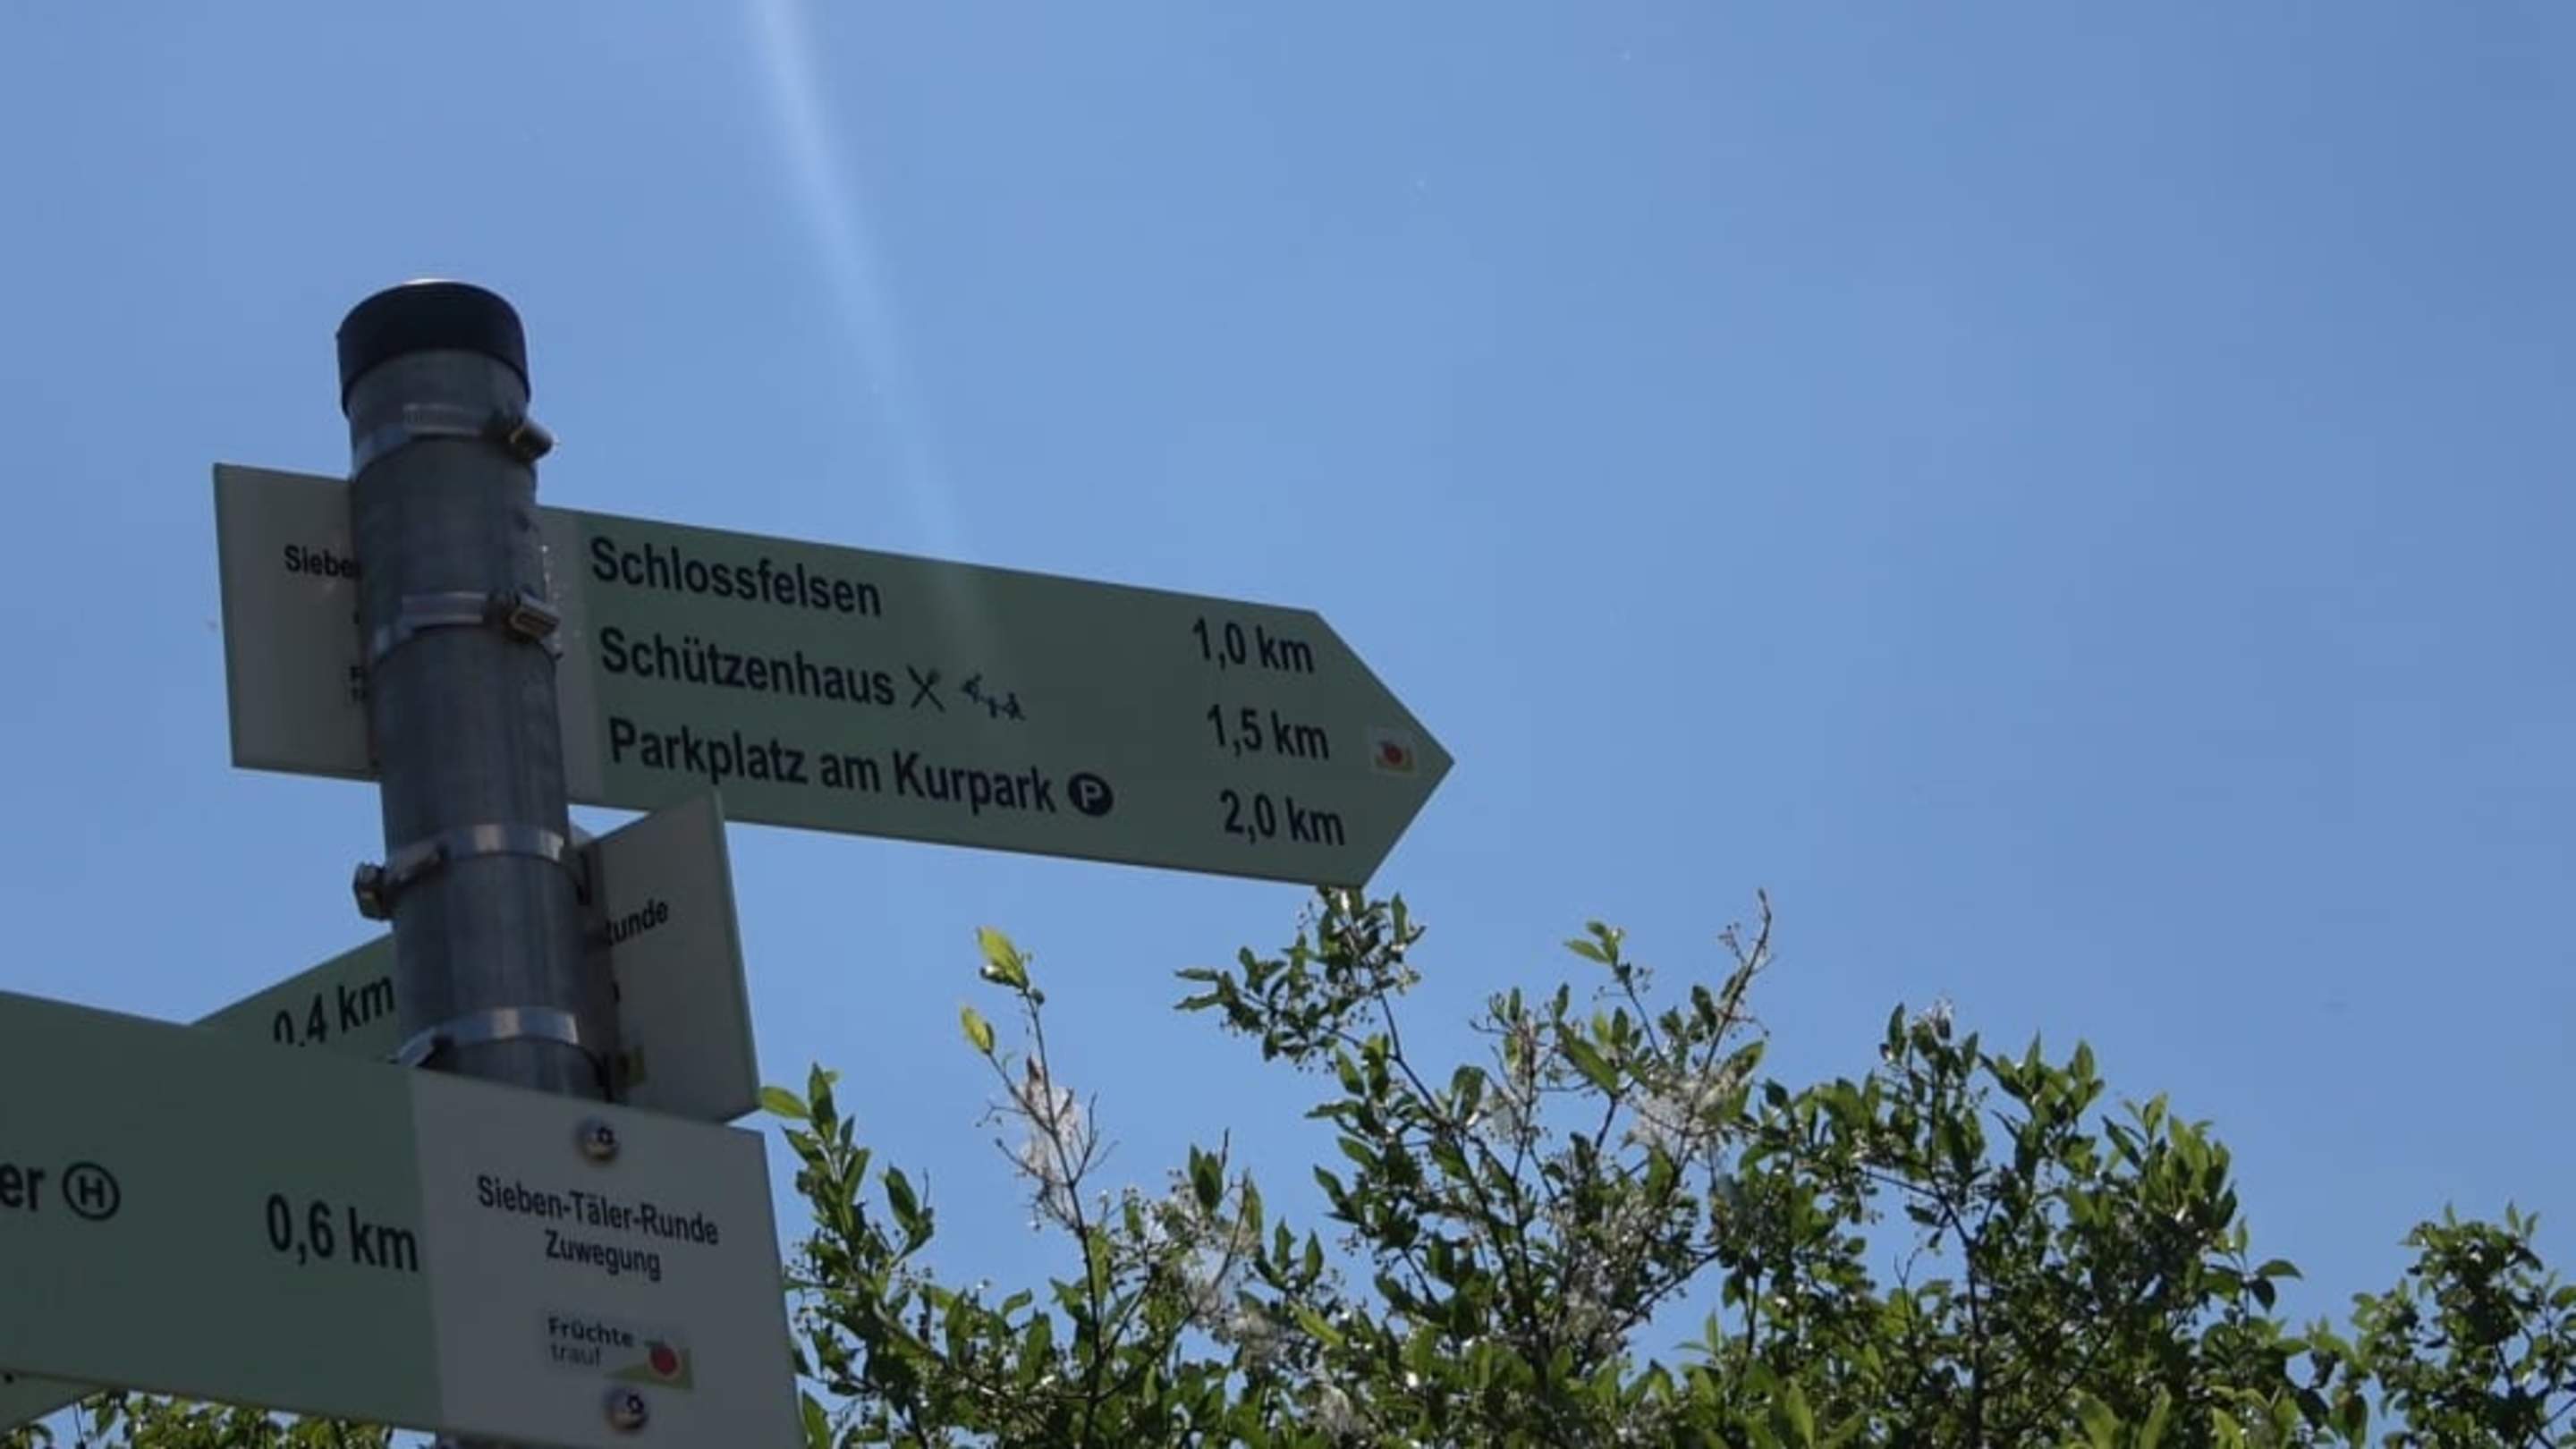 Schlossfelsen 1,0 km
Schützenhaus 1,5 km
Parkplatz am Kurpark P 2,0 km
0,4 km
er H 0,6 km
Sieben-Täler-Runde
Zuwegung
Früchte
trauf